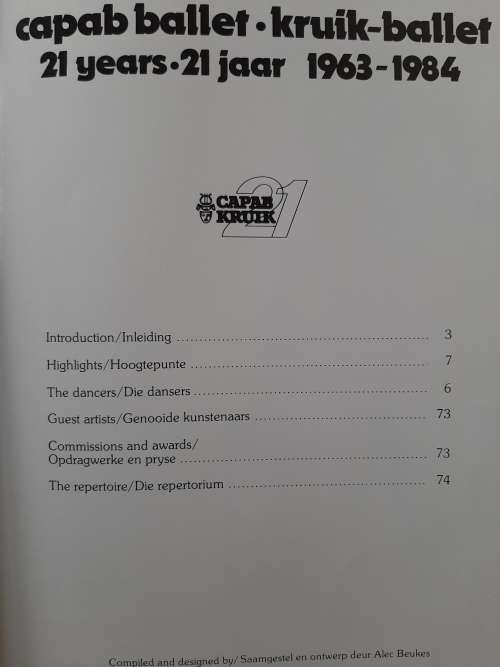 capab ballet • kruik-ballet
21 years • 21 jaar 1963-1984
21
CAPAB
KRUIK
Introduction/Inleiding ........ 3
Highlights/Hoogtepunte ........ 7
The dancers/Die dansers ........ 6
Guest artists/Genooide kunstenaars ........ 73
Commissions and awards/
Opdragwerke en pryse ........ 73
The repertoire/Die repertorium ........ 74
Compiled and designed by/ Saamgestel en ontwerp deur Alec Beukes